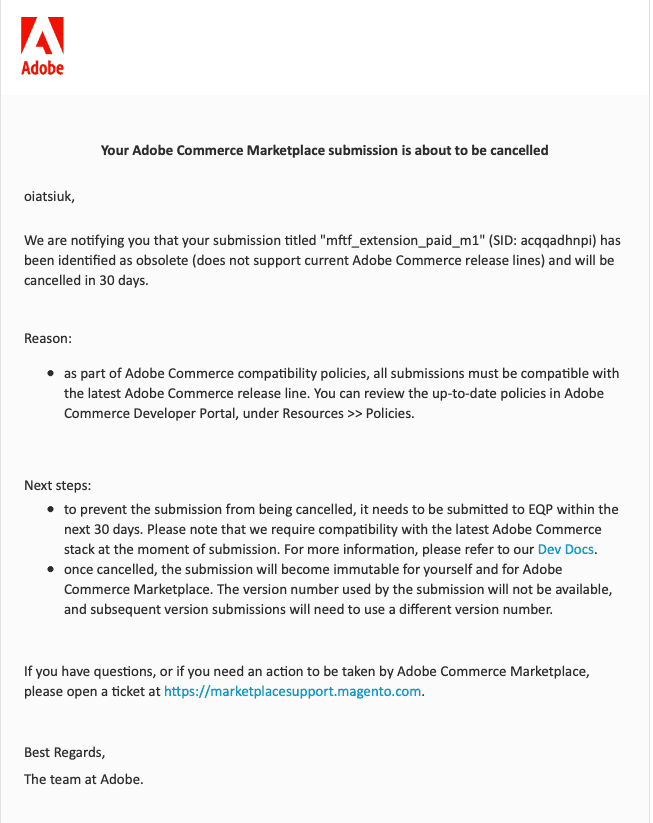 Adobe
Your Adobe Commerce Marketplace submission is about to be cancelled
oiatsiuk,
We are notifying you that your submission titled "mftf_extension_paid_m1" (SID: acqqadhnpi) has
been identified as obsolete (does not support current Adobe Commerce release lines) and will be
cancelled in 30 days.
Reason:
• as part of Adobe Commerce compatibility policies, all submissions must be compatible with
the latest Adobe Commerce release line. You can review the up-to-date policies in Adobe
Commerce Developer Portal, under Resources >> Policies.
Next steps:
• to prevent the submission from being cancelled, it needs to be submitted to EQP within the
next 30 days. Please note that we require compatibility with the latest Adobe Commerce
stack at the moment of submission. For more information, please refer to our Dev Docs.
• once cancelled, the submission will become immutable for yourself and for Adobe
Commerce Marketplace. The version number used by the submission will not be available,
and subsequent version submissions will need to use a different version number.
If you have questions, or if you need an action to be taken by Adobe Commerce Marketplace,
please open a ticket at https://marketplacesupport.magento.com.
Best Regards,
The team at Adobe.